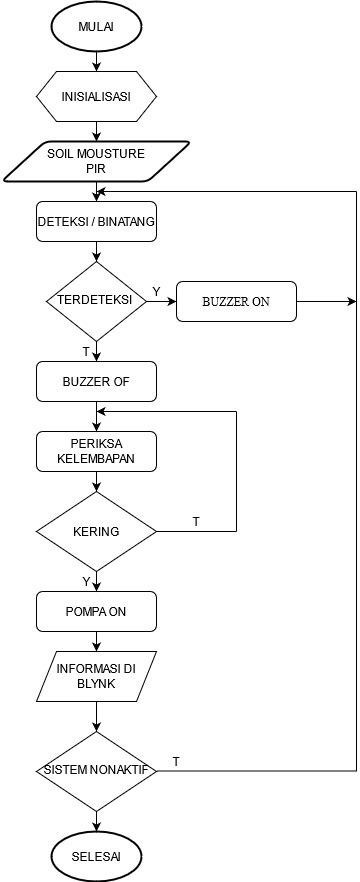 MULAI
INISIALISASI
SOIL MOUSTURE
PIR
DETEKSI / BINATANG
TERDETEKSI
Y
BUZZER ON
T
BUZZER OF
PERIKSA
KELEMBAPAN
KERING
T
Y
POMPA ON
INFORMASI DI
BLYNK
SISTEM NONAKTIF
T
SELESAI